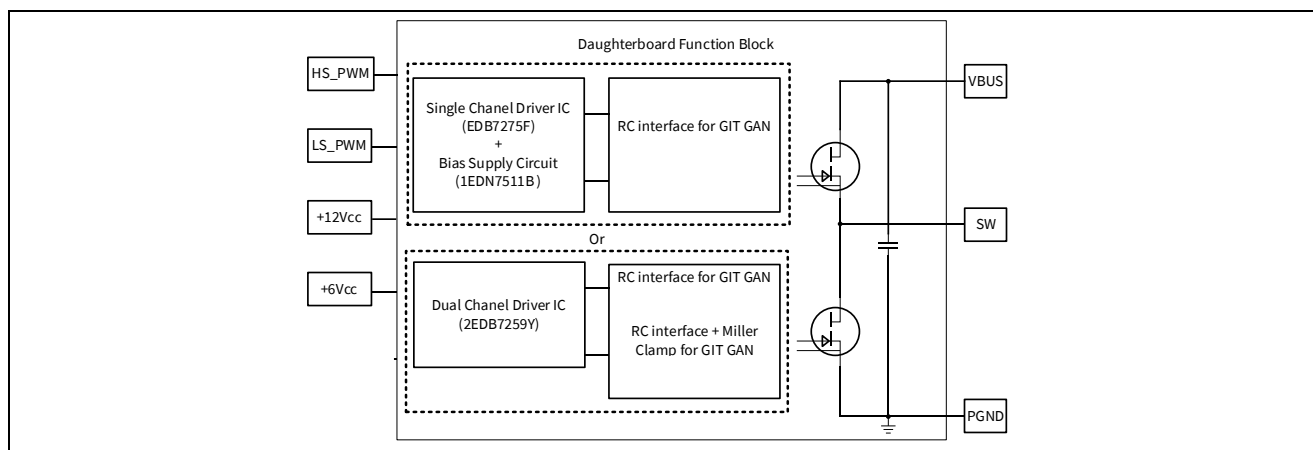 Daughterboard Function Block
HS_PWM
LS_PWM
+12Vcc
+6Vcc
Single Chanel Driver IC
(EDB7275F)
+
Bias Supply Circuit
(1EDN7511B)
RC interface for GIT GAN
Or
Dual Chanel Driver IC
(2EDB7259Y)
RC interface for GIT GAN
RC interface + Miller
Clamp for GIT GAN
VBUS
SW
PGND